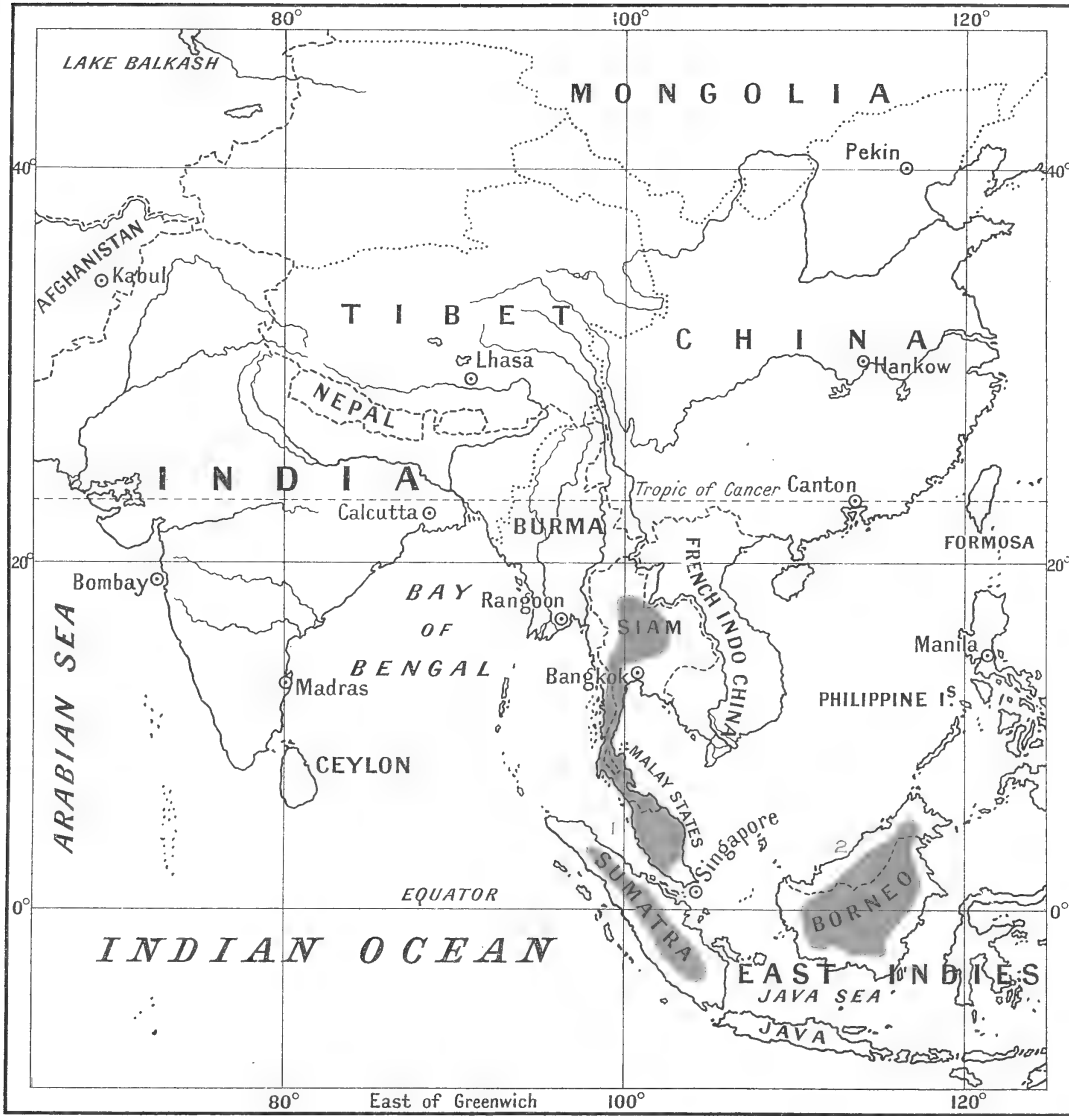 80°
100°
120°
LAKE BALKASH
MONGOLIA
Pekin
40°
40°
AFGHANISTAN
Kabul
TIBET
CHINA
Lhasa
Hankow
NEPAL
INDIA
Tropic of Cancer
Canton
Calcutta
BURMA
FORMOSA
FRENCH INDO CHINA
20°
20°
Bombay
BAY
OF
BENGAL
Rangoon
SIAM
Manila
Bangkok
Madras
PHILIPPINE Is.
ARABIAN SEA
CEYLON
MALAY STATES
1
2
Singapore
SUMATRA
BORNEO
EQUATOR
0°
0°
INDIAN OCEAN
EAST INDIES
JAVA SEA
JAVA
80°
East of Greenwich
100°
120°